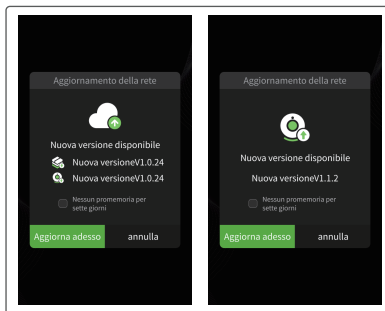 Aggiornamento della rete
Nuova versione disponibile
Nuova versioneV1.0.24
Nuova versioneV1.0.24
Nessun promemoria per
sette giorni
Aggiorna adesso
annulla
Aggiornamento della rete
Nuova versione disponibile
Nuova versioneV1.1.2
Nessun promemoria per
sette giorni
Aggiorna adesso
annulla